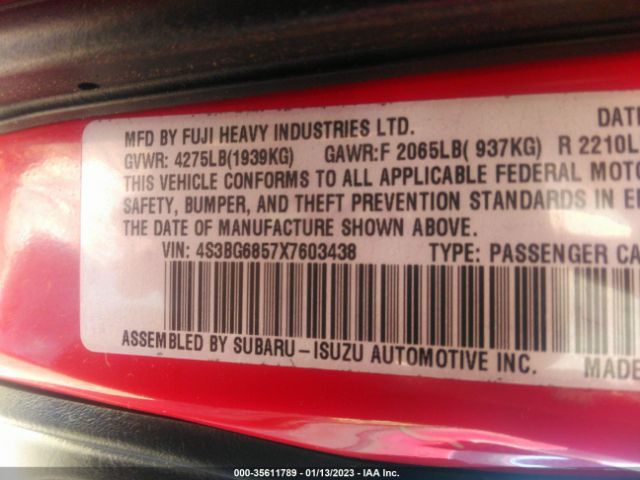 MFD BY FUJI HEAVY INDUSTRIES LTD. DATE
GVWR: 4275LB(1939KG) GAWR:F 2065LB( 937KG) R 2210L
THIS VEHICLE CONFORMS TO ALL APPLICABLE FEDERAL MOTO
SAFETY, BUMPER, AND THEFT PREVENTION STANDARDS IN E
THE DATE OF MANUFACTURE SHOWN ABOVE.
VIN: 4S3BG6857X7603438 TYPE: PASSENGER CA
ASSEMBLED BY SUBARU-ISUZU AUTOMOTIVE INC. MADE
000-35611789 - 01/13/2023 - IAA Inc.